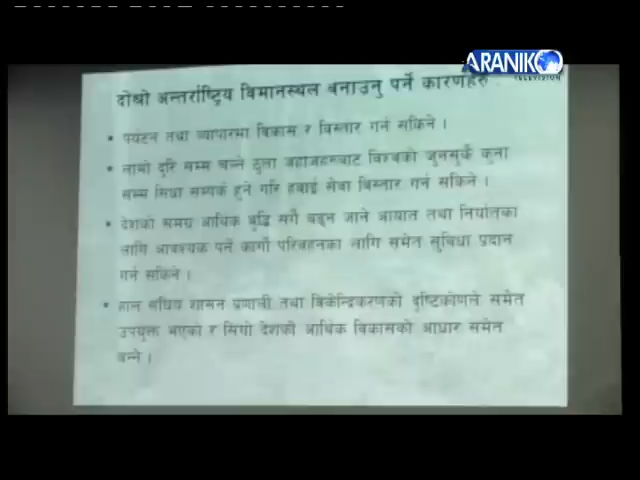 ARANIKO
TELEVISION
दोश्रो अन्तर्राष्ट्रिय विमानस्थल बनाउनु पर्ने कारणहरु
• पर्यटन तथा व्यापारमा विकास र विस्तार गर्न सकिने ।
• लामो दुरि सम्म चल्ने ठुला जहाजहरुबाट विश्वको जुनसुकै कुना
सम्म सिधा सम्पर्क हुने गरि हवाई सेवा विस्तार गर्न सकिने ।
• देशको समग्र आर्थिक बृद्धि सगै बढ्न जाने आयात तथा निर्यातका
लागि आवश्यक पर्ने कार्गो परिवहनका लागि समेत सुविधा प्रदान
गर्न सकिने ।
• हाल संघिय शासन प्रणाली तथा विकेन्द्रिकरणको दृष्टिकोणले समेत
उपयुक्त भएको र सिंगो देशको आर्थिक विकासको आधार समेत
बन्ने ।